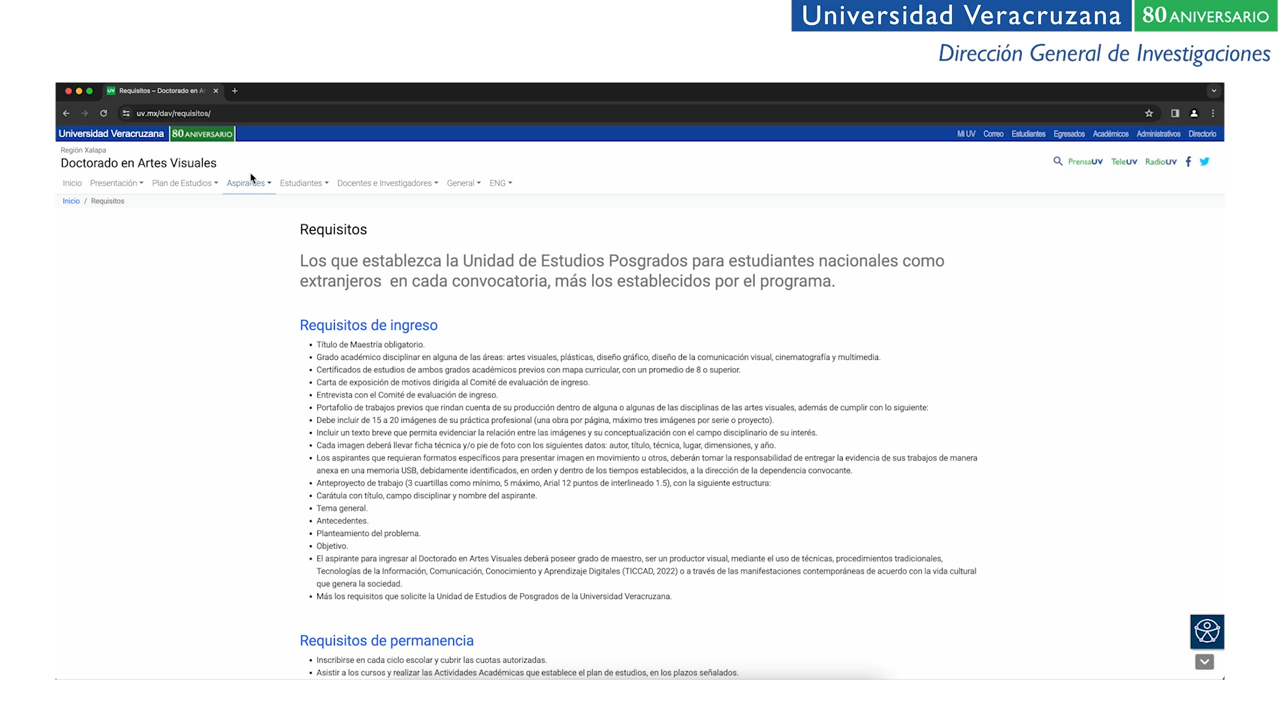 Universidad Veracruzana 80 ANIVERSARIO
Dirección General de Investigaciones
Requisitos – Doctorado en Ar
uv.mx/dav/requisitos/
Universidad Veracruzana 80 ANIVERSARIO
Mi UV Correo Estudiantes Egresados Académicos Administrativos Directorio
Región Xalapa
Doctorado en Artes Visuales
PrensaUV TeleUV RadioUV
Inicio Presentación Plan de Estudios Aspirantes Estudiantes Docentes e Investigadores General ENG
Inicio / Requisitos
Requisitos
Los que establezca la Unidad de Estudios Posgrados para estudiantes nacionales como
extranjeros en cada convocatoria, más los establecidos por el programa.
Requisitos de ingreso
• Título de Maestría obligatorio.
• Grado académico disciplinar en alguna de las áreas: artes visuales, plásticas, diseño gráfico, diseño de la comunicación visual, cinematografía y multimedia.
• Certificados de estudios de ambos grados académicos previos con mapa curricular, con un promedio de 8 o superior.
• Carta de exposición de motivos dirigida al Comité de evaluación de ingreso.
• Entrevista con el Comité de evaluación de ingreso.
• Portafolio de trabajos previos que rindan cuenta de su producción dentro de alguna o algunas de las disciplinas de las artes visuales, además de cumplir con lo siguiente:
• Debe incluir de 15 a 20 imágenes de su práctica profesional (una obra por página, máximo tres imágenes por serie o proyecto).
• Incluir un texto breve que permita evidenciar la relación entre las imágenes y su conceptualización con el campo disciplinario de su interés.
• Cada imagen deberá llevar ficha técnica y/o pie de foto con los siguientes datos: autor, título, técnica, lugar, dimensiones, y año.
• Los aspirantes que requieran formatos específicos para presentar imagen en movimiento u otros, deberán tomar la responsabilidad de entregar la evidencia de sus trabajos de manera
anexa en una memoria USB, debidamente identificados, en orden y dentro de los tiempos establecidos, a la dirección de la dependencia convocante.
• Anteproyecto de trabajo (3 cuartillas como mínimo, 5 máximo, Arial 12 puntos de interlineado 1.5), con la siguiente estructura:
• Carátula con título, campo disciplinar y nombre del aspirante.
• Tema general.
• Antecedentes.
• Planteamiento del problema.
• Objetivo.
• El aspirante para ingresar al Doctorado en Artes Visuales deberá poseer grado de maestro, ser un productor visual, mediante el uso de técnicas, procedimientos tradicionales,
Tecnologías de la Información, Comunicación, Conocimiento y Aprendizaje Digitales (TICCAD, 2022) o a través de las manifestaciones contemporáneas de acuerdo con la vida cultural
que genera la sociedad.
• Más los requisitos que solicite la Unidad de Estudios de Posgrados de la Universidad Veracruzana.
Requisitos de permanencia
• Inscribirse en cada ciclo escolar y cubrir las cuotas autorizadas.
• Asistir a los cursos y realizar las Actividades Académicas que establece el plan de estudios, en los plazos señalados.